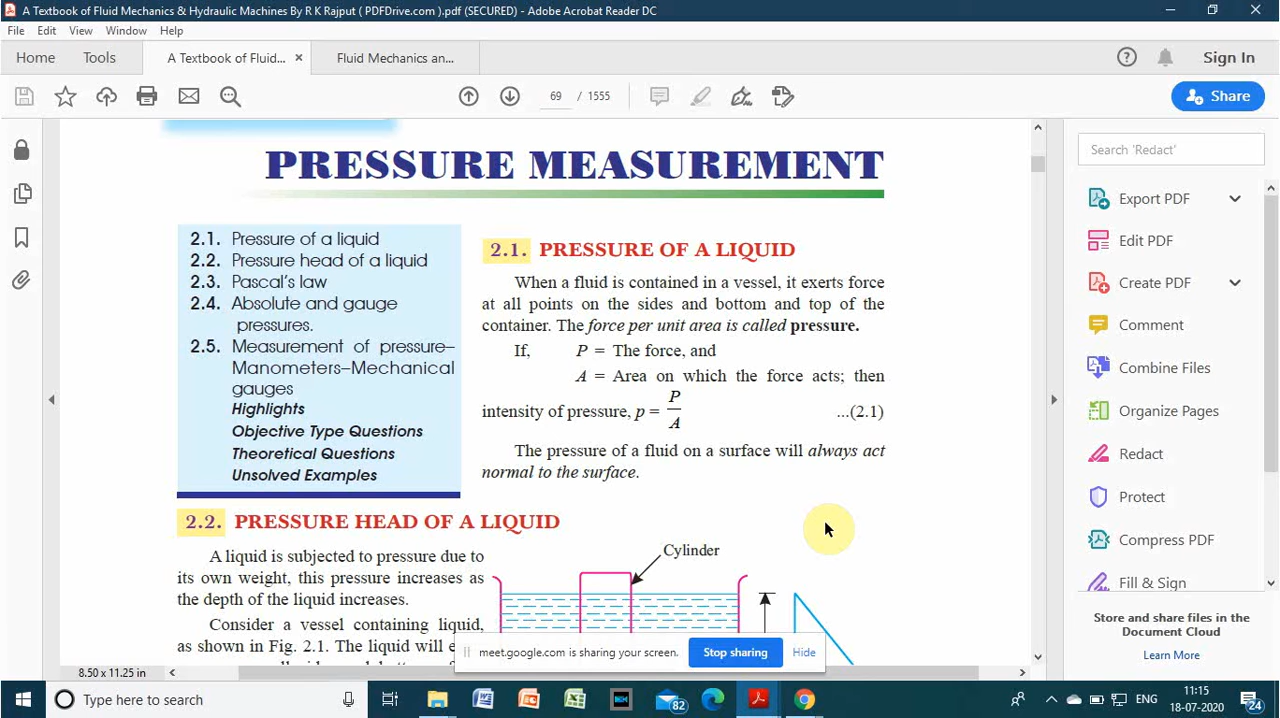 A Textbook of Fluid Mechanics & Hydraulic Machines By R K Rajput ( PDFDrive.com ).pdf (SECURED) - Adobe Acrobat Reader DC
File Edit View Window Help
Home Tools A Textbook of Fluid... × Fluid Mechanics an... Sign In
69 / 1555 Share
PRESSURE MEASUREMENT
2.1. Pressure of a liquid
2.2. Pressure head of a liquid
2.3. Pascal's law
2.4. Absolute and gauge
pressures.
2.5. Measurement of pressure–
Manometers–Mechanical
gauges
Highlights
Objective Type Questions
Theoretical Questions
Unsolved Examples
2.1. PRESSURE OF A LIQUID
When a fluid is contained in a vessel, it exerts force
at all points on the sides and bottom and top of the
container. The force per unit area is called pressure.
If, P = The force, and
A = Area on which the force acts; then
intensity of pressure, p = P/A ...(2.1)
The pressure of a fluid on a surface will always act
normal to the surface.
2.2. PRESSURE HEAD OF A LIQUID
A liquid is subjected to pressure due to
its own weight, this pressure increases as
the depth of the liquid increases.
Consider a vessel containing liquid,
as shown in Fig. 2.1. The liquid will
Cylinder
meet.google.com is sharing your screen. Stop sharing Hide
8.50 x 11.25 in
Search 'Redact'
Export PDF
Edit PDF
Create PDF
Comment
Combine Files
Organize Pages
Redact
Protect
Compress PDF
Fill & Sign
Store and share files in the
Document Cloud
Learn More
Type here to search
82
ENG
11:15
18-07-2020
24